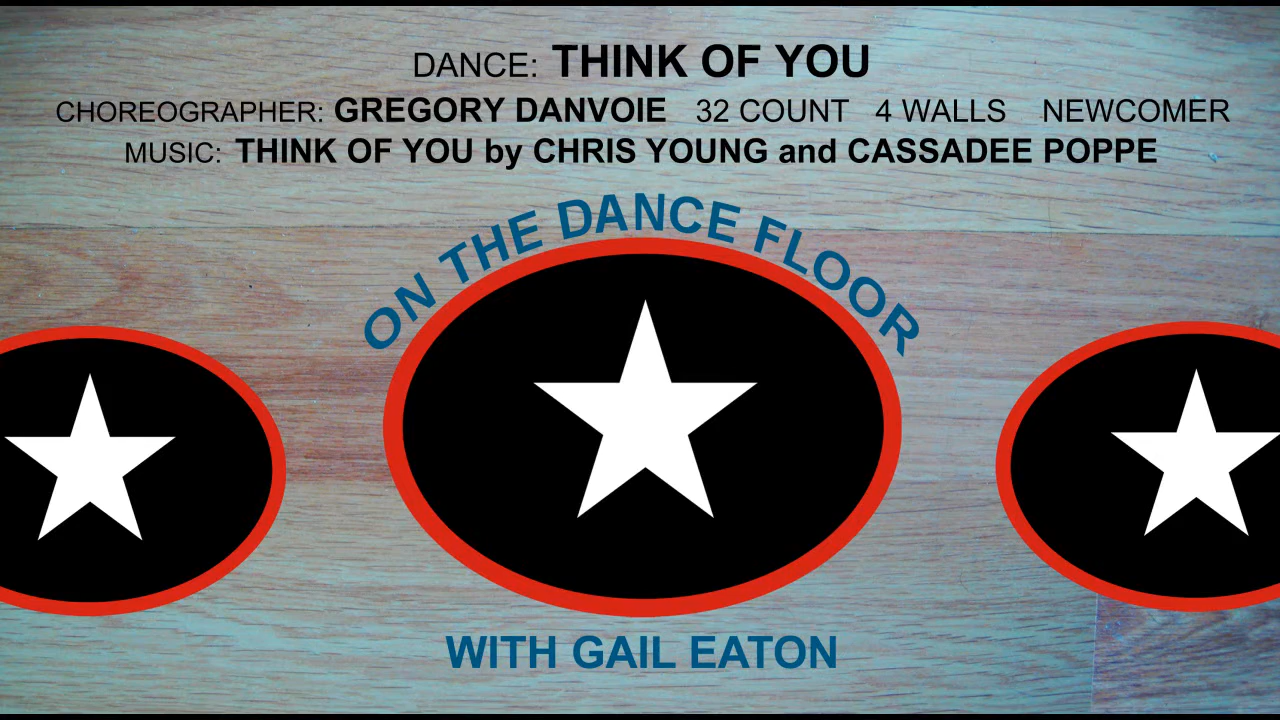 DANCE: THINK OF YOU
CHOREOGRAPHER: GREGORY DANVOIE 32 COUNT 4 WALLS NEWCOMER
MUSIC: THINK OF YOU by CHRIS YOUNG and CASSADEE POPPE
ON THE DANCE FLOOR
WITH GAIL EATON